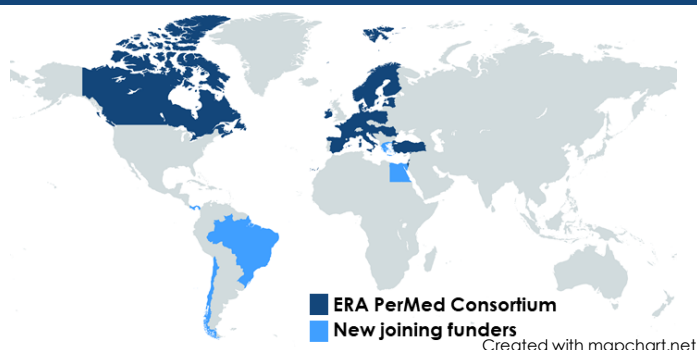 ERA PerMed Consortium
New joining funders
Created with mapchart.net